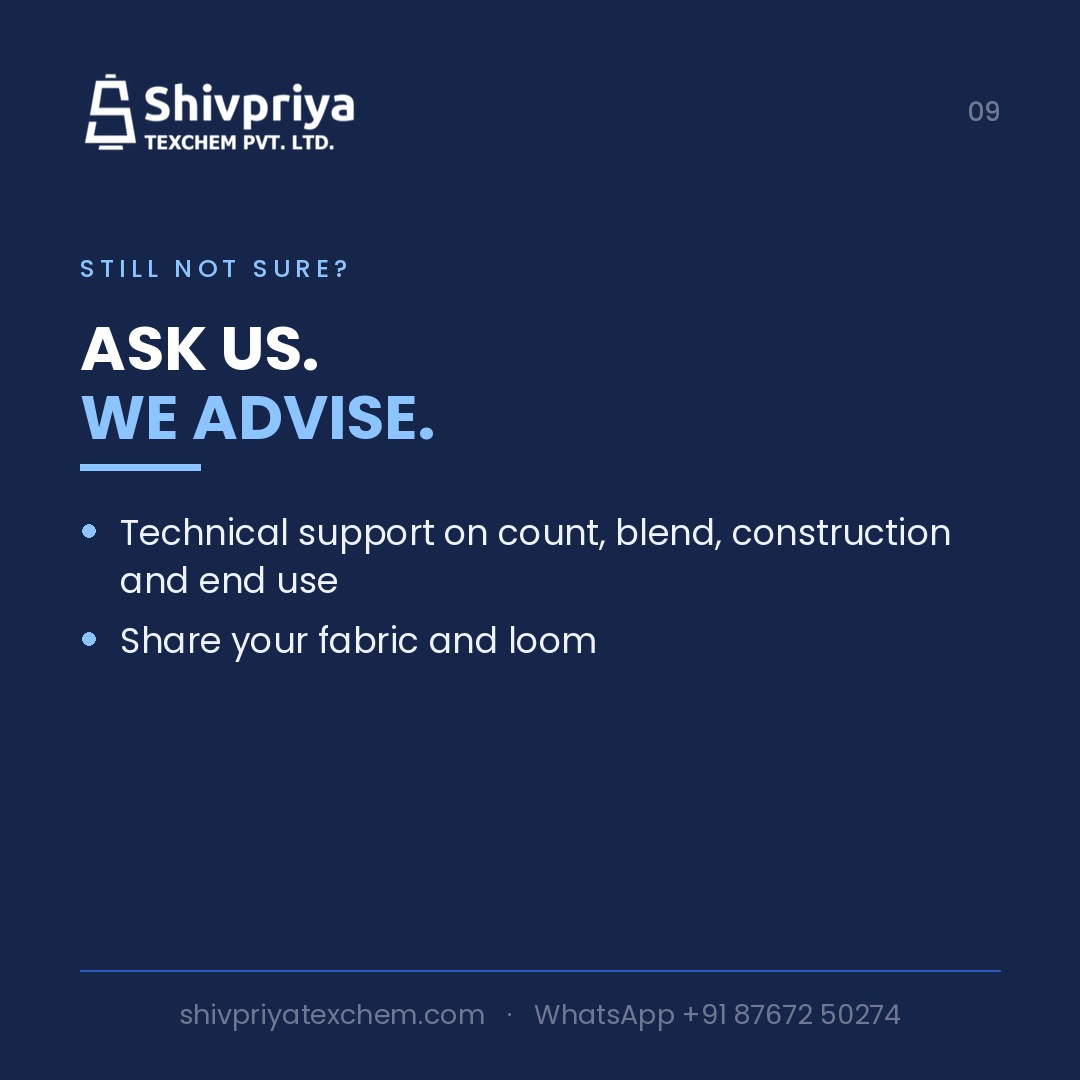 Shivpriya
TEXCHEM PVT. LTD.
09
STILL NOT SURE?
ASK US.
WE ADVISE.
• Technical support on count, blend, construction
and end use
• Share your fabric and loom
shivpriyatexchem.com · WhatsApp +91 87672 50274